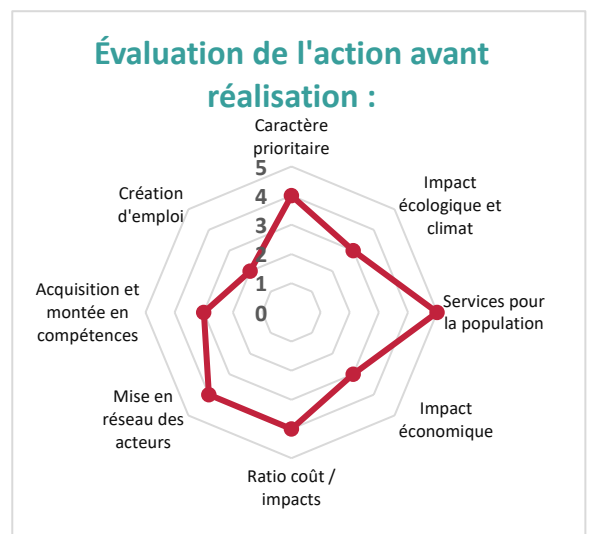 Évaluation de l'action avant
réalisation :
Caractère
prioritaire
Impact
écologique et
climat
Services pour
la population
Impact
économique
Ratio coût /
impacts
Mise en
réseau des
acteurs
Acquisition et
montée en
compétences
Création
d'emploi
5
4
3
2
1
0